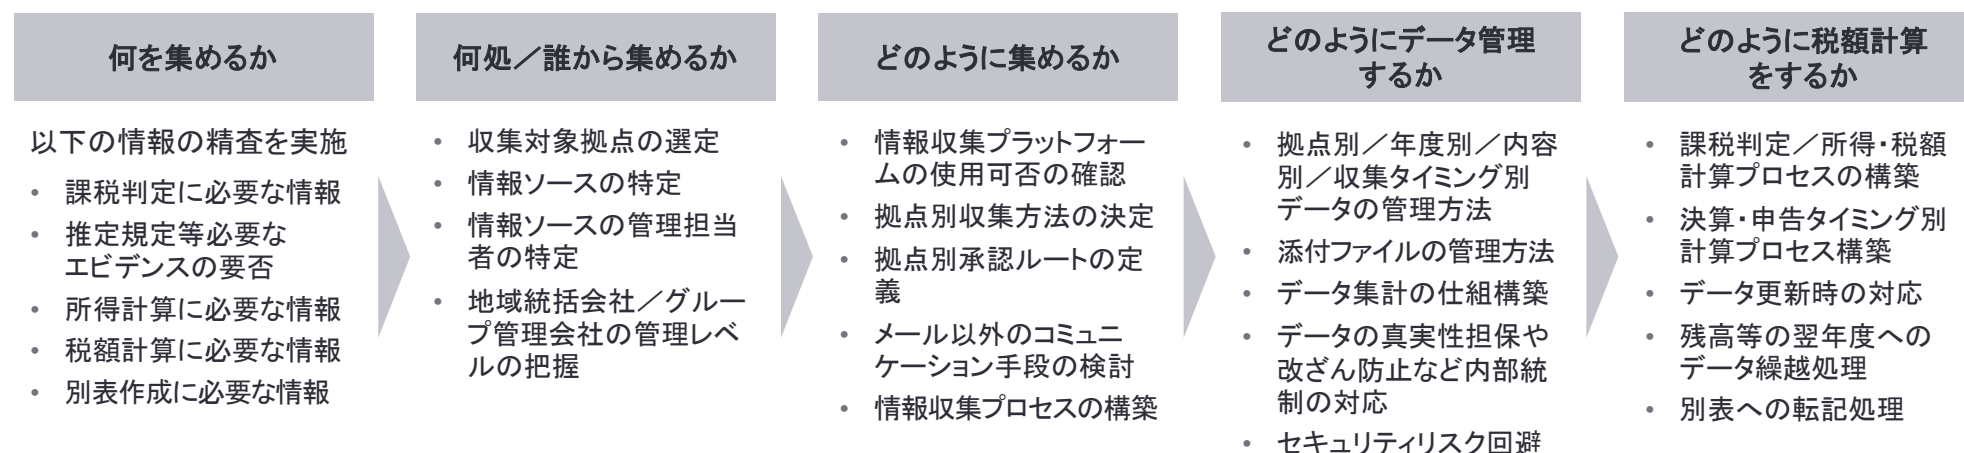 何を集めるか
以下の情報の精査を実施
• 課税判定に必要な情報
• 推定規定等必要な
エビデンスの要否
• 所得計算に必要な情報
• 税額計算に必要な情報
• 別表作成に必要な情報
何処／誰から集めるか
• 収集対象拠点の選定
• 情報ソースの特定
• 情報ソースの管理担当
者の特定
• 地域統括会社／グルー
プ管理会社の管理レベ
ルの把握
どのように集めるか
• 情報収集プラットフォー
ムの使用可否の確認
• 拠点別収集方法の決定
• 拠点別承認ルートの定
義
• メール以外のコミュニ
ケーション手段の検討
• 情報収集プロセスの構築
どのようにデータ管理
するか
• 拠点別／年度別／内容
別／収集タイミング別
データの管理方法
• 添付ファイルの管理方法
• データ集計の仕組構築
• データの真実性担保や
改ざん防止など内部統
制の対応
• セキュリティリスク回避
どのように税額計算
をするか
• 課税判定／所得・税額
計算プロセスの構築
• 決算・申告タイミング別
計算プロセス構築
• データ更新時の対応
• 残高等の翌年度への
データ繰越処理
• 別表への転記処理